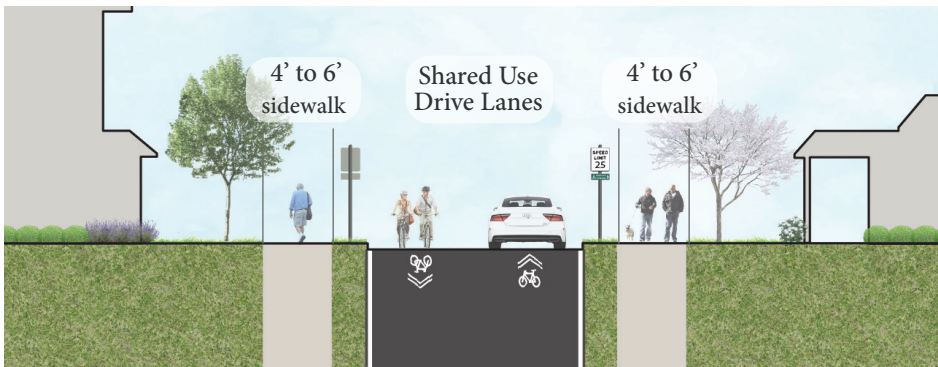 4’ to 6’
sidewalk
Shared Use
Drive Lanes
4’ to 6’
sidewalk
SPEED
LIMIT
25